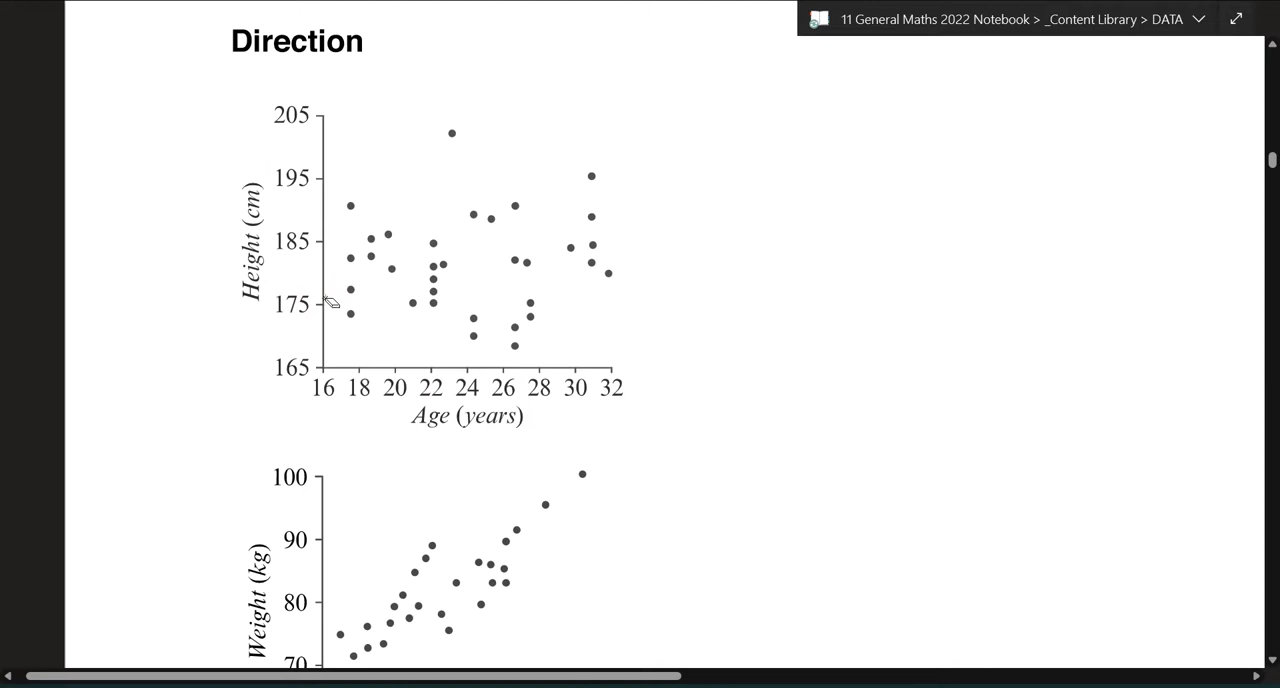 11 General Maths 2022 Notebook > _Content Library > DATA
Direction
205
195
185
175
165
Height (cm)
16 18 20 22 24 26 28 30 32
Age (years)
100
90
80
70
Weight (kg)